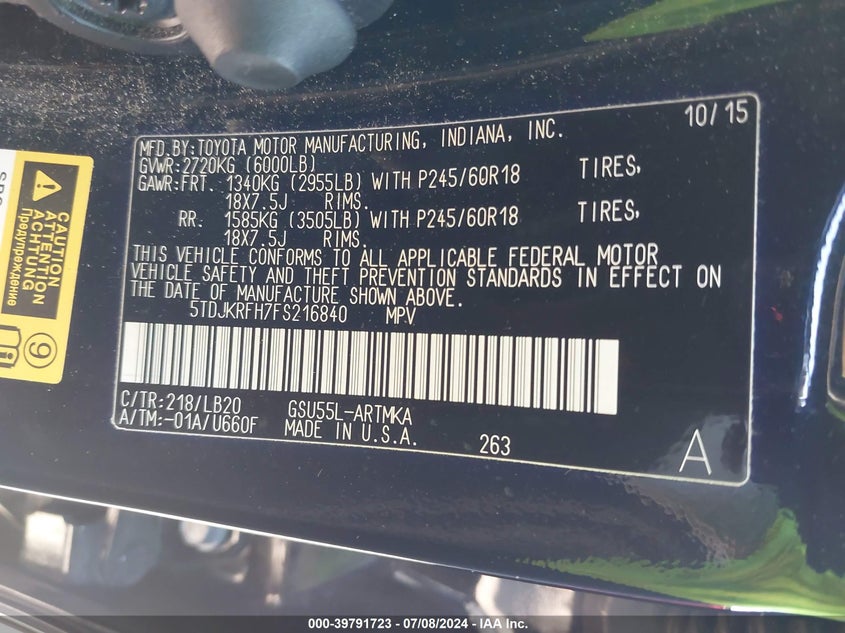 MFD.BY:TOYOTA MOTOR MANUFACTURING, INDIANA, INC. 10/15
GVWR:2720KG (6000LB)
GAWR:FRT. 1340KG (2955LB) WITH P245/60R18 TIRES,
18X7.5J RIMS.
RR. 1585KG (3505LB) WITH P245/60R18 TIRES,
18X7.5J RIMS.
THIS VEHICLE CONFORMS TO ALL APPLICABLE FEDERAL MOTOR
VEHICLE SAFETY AND THEFT PREVENTION STANDARDS IN EFFECT ON
THE DATE OF MANUFACTURE SHOWN ABOVE.
5TDJKRFH7FS216840 MPV
C/TR:218/LB20 GSU55L-ARTMKA
A/TM:-01A/U660F MADE IN U.S.A. 263
A
CAUTION
ATTENTION
ACHTUNG
Предупреждение
9
000-39791723 - 07/08/2024 - IAA Inc.